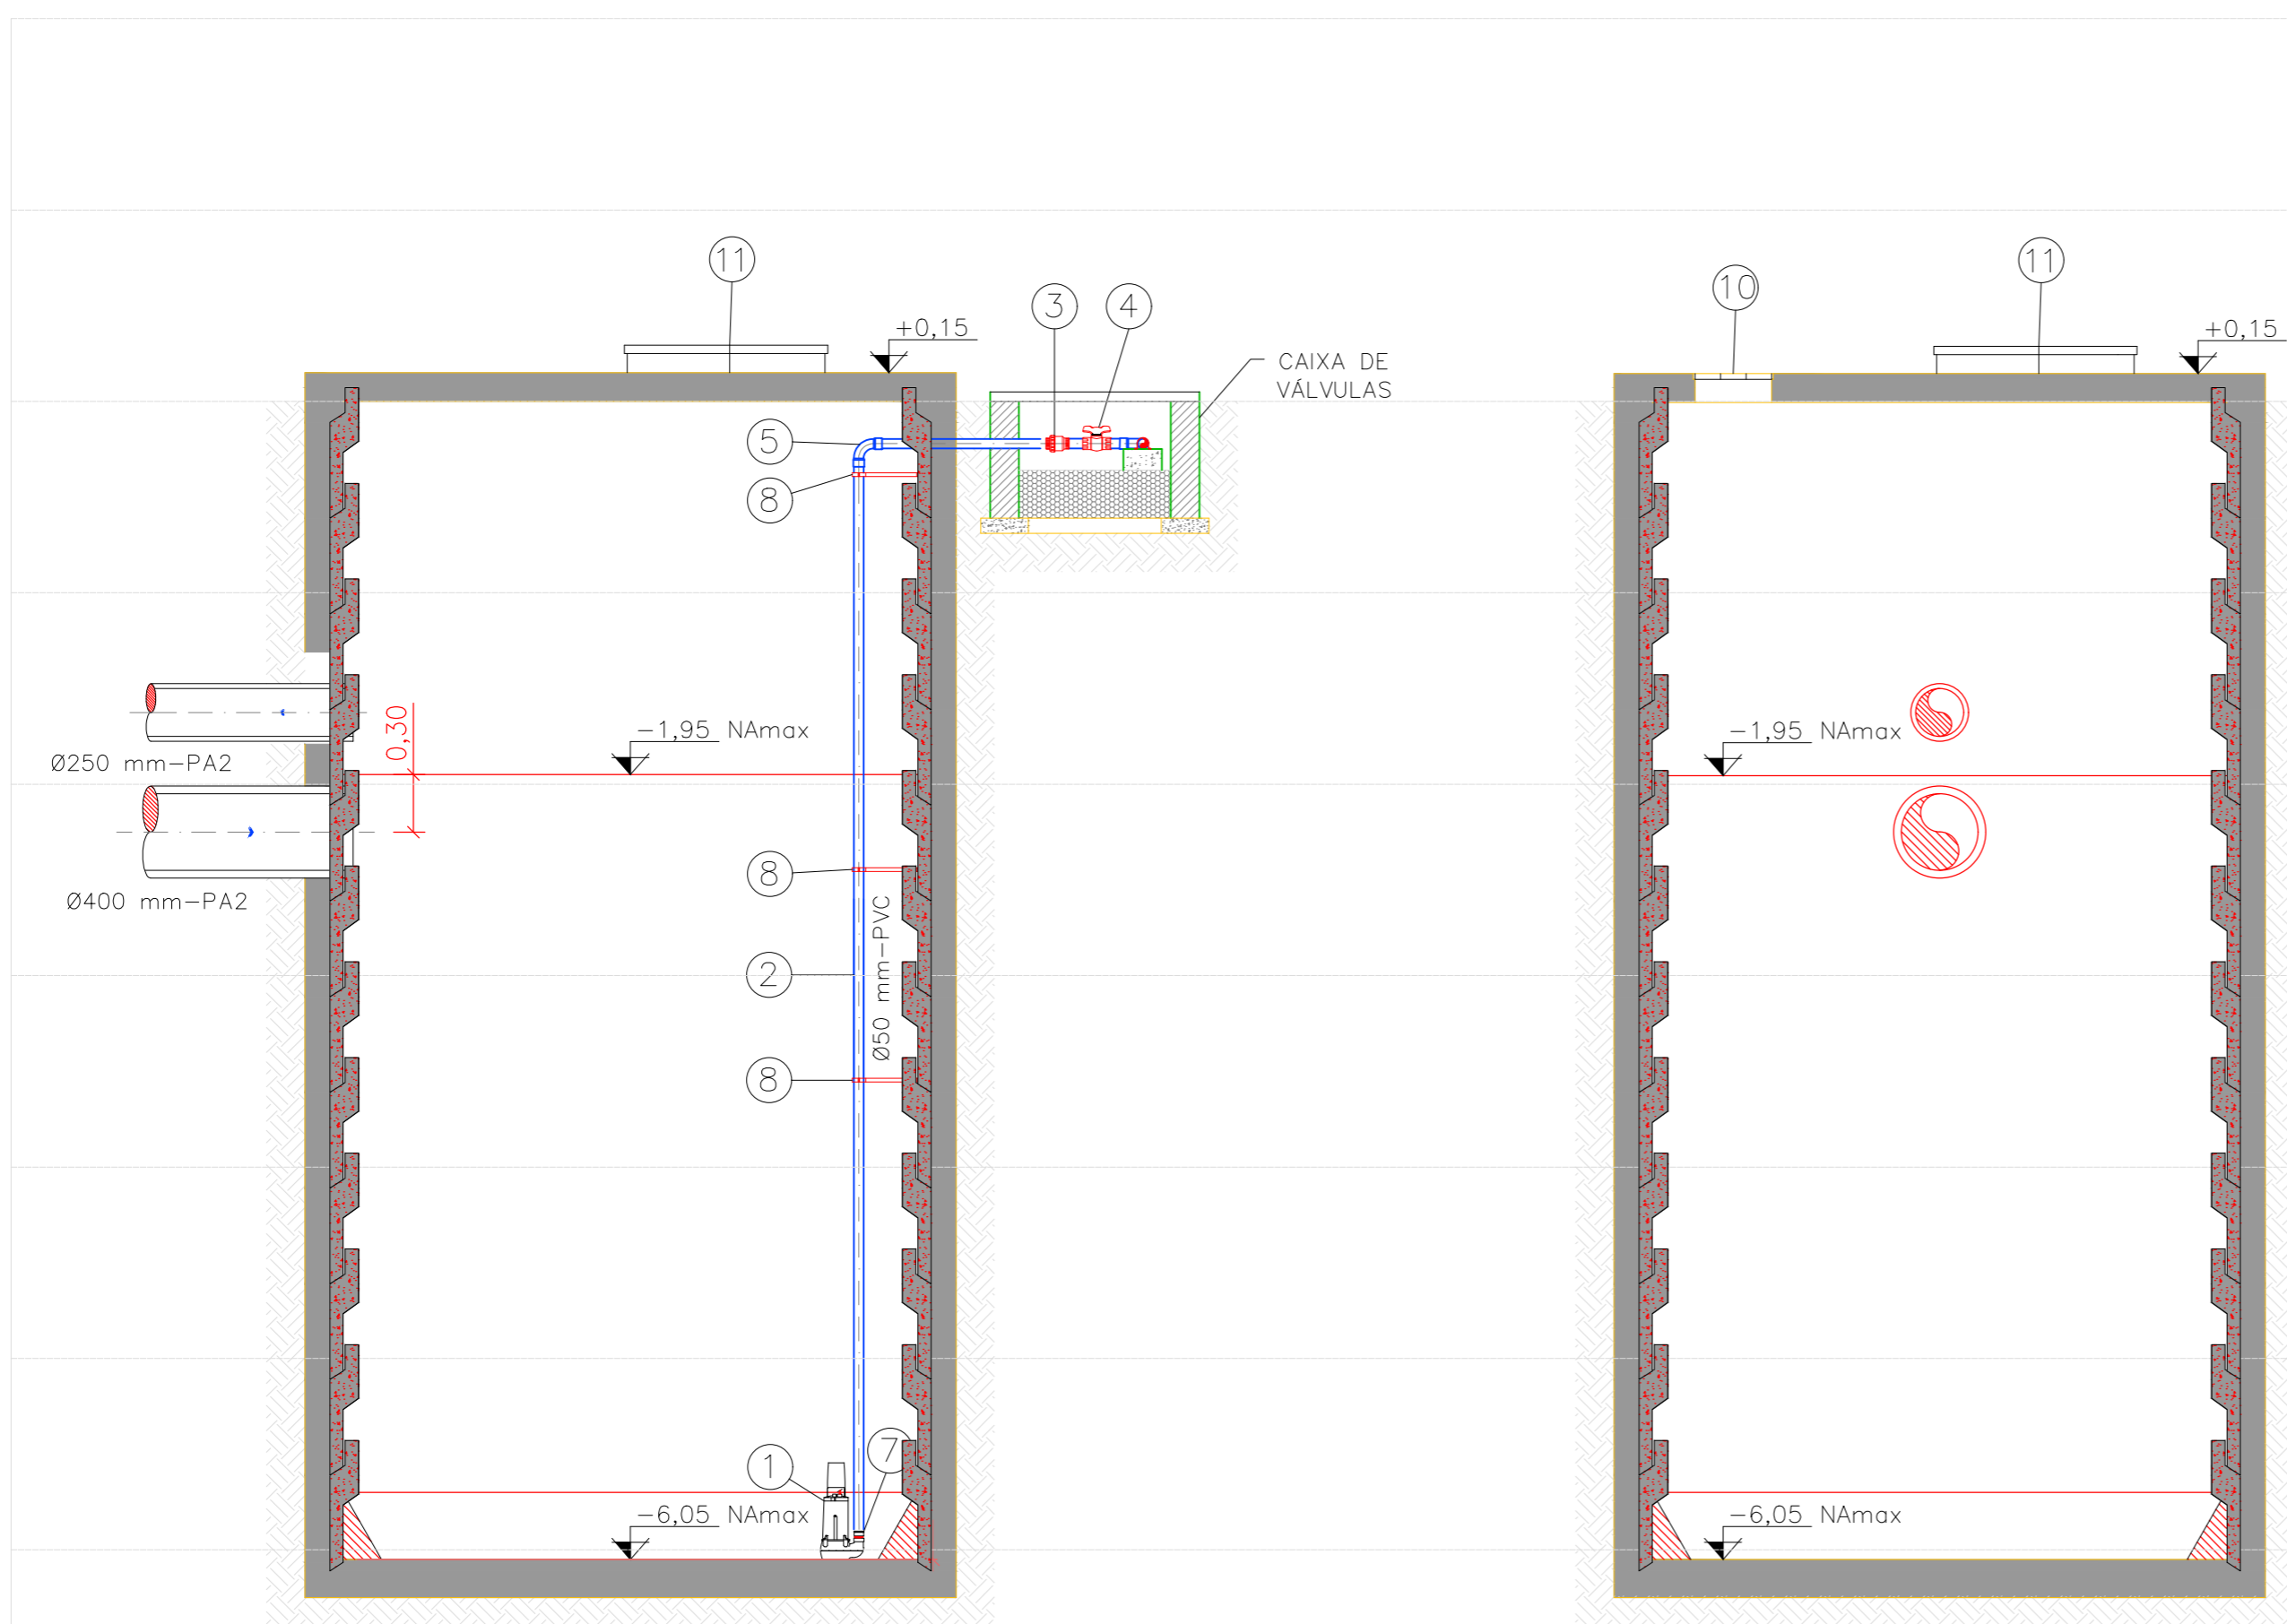 11
11
10
3
4
+0,15
+0,15
CAIXA DE
VÁLVULAS
5
8
0,30
-1,95 NAmax
-1,95 NAmax
Ø250 mm-PA2
8
Ø400 mm-PA2
2
Ø50 mm-PVC
8
7
1
-6,05 NAmax
-6,05 NAmax